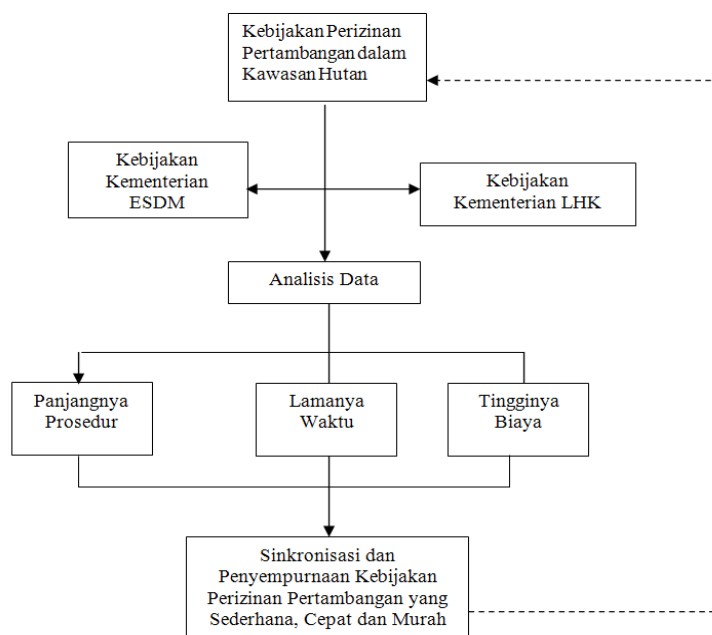 Kebijakan Perizinan
Pertambangan dalam
Kawasan Hutan
Kebijakan
Kementerian
ESDM
Kebijakan
Kementerian LHK
Analisis Data
Panjangnya
Prosedur
Lamanya
Waktu
Tingginya
Biaya
Sinkronisasi dan
Penyempurnaan Kebijakan
Perizinan Pertambangan yang
Sederhana, Cepat dan Murah